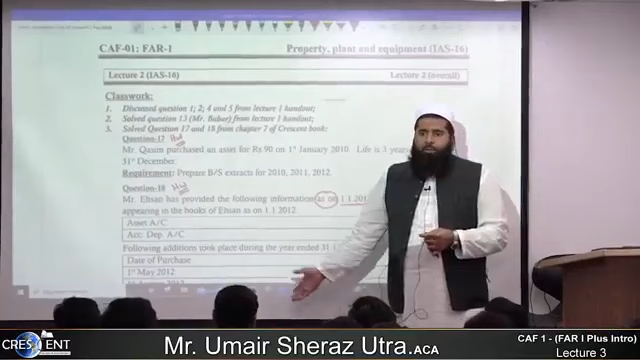 CAF-01: FAR-1
Property, plant and equipment (IAS-16)
Lecture 2 (IAS-16)
Lecture 2 (overall)
Classwork:
1. Discussed question 1; 2; 4 and 5 from lecture 1 handout;
2. Solved question 13 (Mr. Babar) from lecture 1 handout;
3. Solved Question 17 and 18 from chapter 7 of Crescent book:
Question-17 Hw
Mr. Qasim purchased an asset for Rs 90 on 1st January 2010. Life is 3 years
31st December.
Requirement: Prepare B/S extracts for 2010, 2011, 2012.
Question-18 Hw
Mr. Ehsan has provided the following information as on 1.1.201
appearing in the books of Ehsan as on 1.1.2012
Asset A/C
Acc. Dep. A/C
Following additions took place during the year ended 31
Date of Purchase
1st May 2012
CRESCENT
Mr. Umair Sheraz Utra.ACA
CAF 1 - (FAR I Plus Intro)
Lecture 3